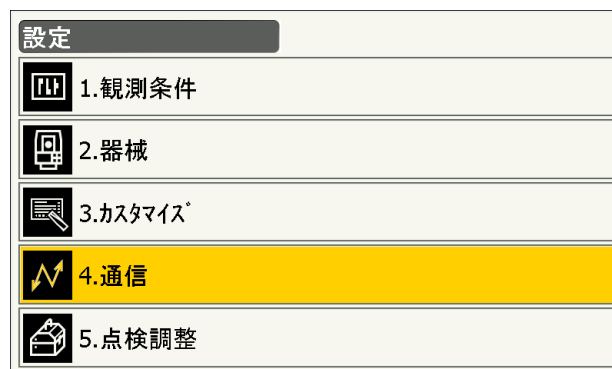 設定
1.観測条件
2.器械
3.ｶｽﾀﾏｲｽﾞ
4.通信
5.点検調整